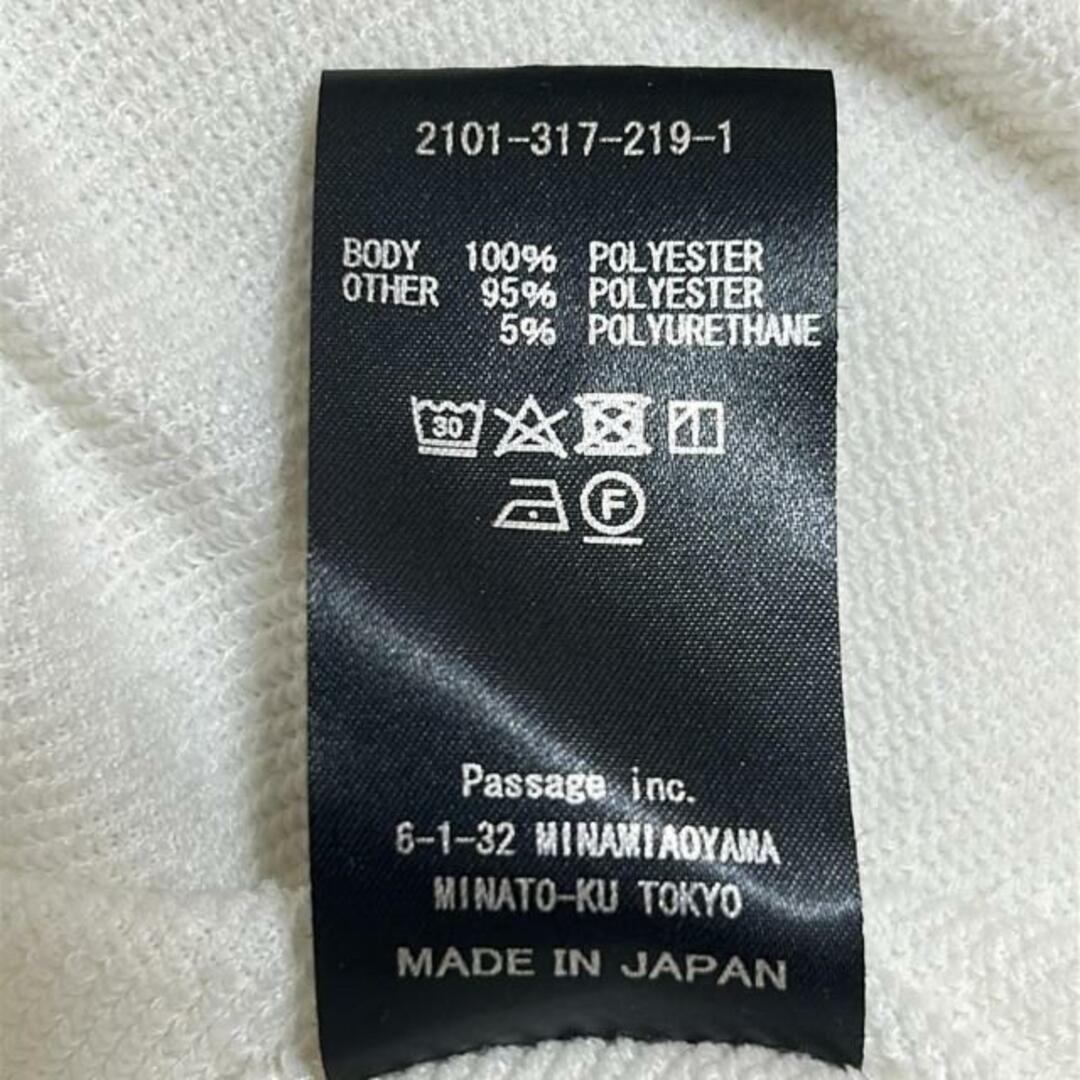 2101-317-219-1
BODY 100% POLYESTER
OTHER 95% POLYESTER
5% POLYURETHANE
30
F
Passage inc.
6-1-32 MINAMIAOYAMA
MINATO-KU TOKYO
MADE IN JAPAN